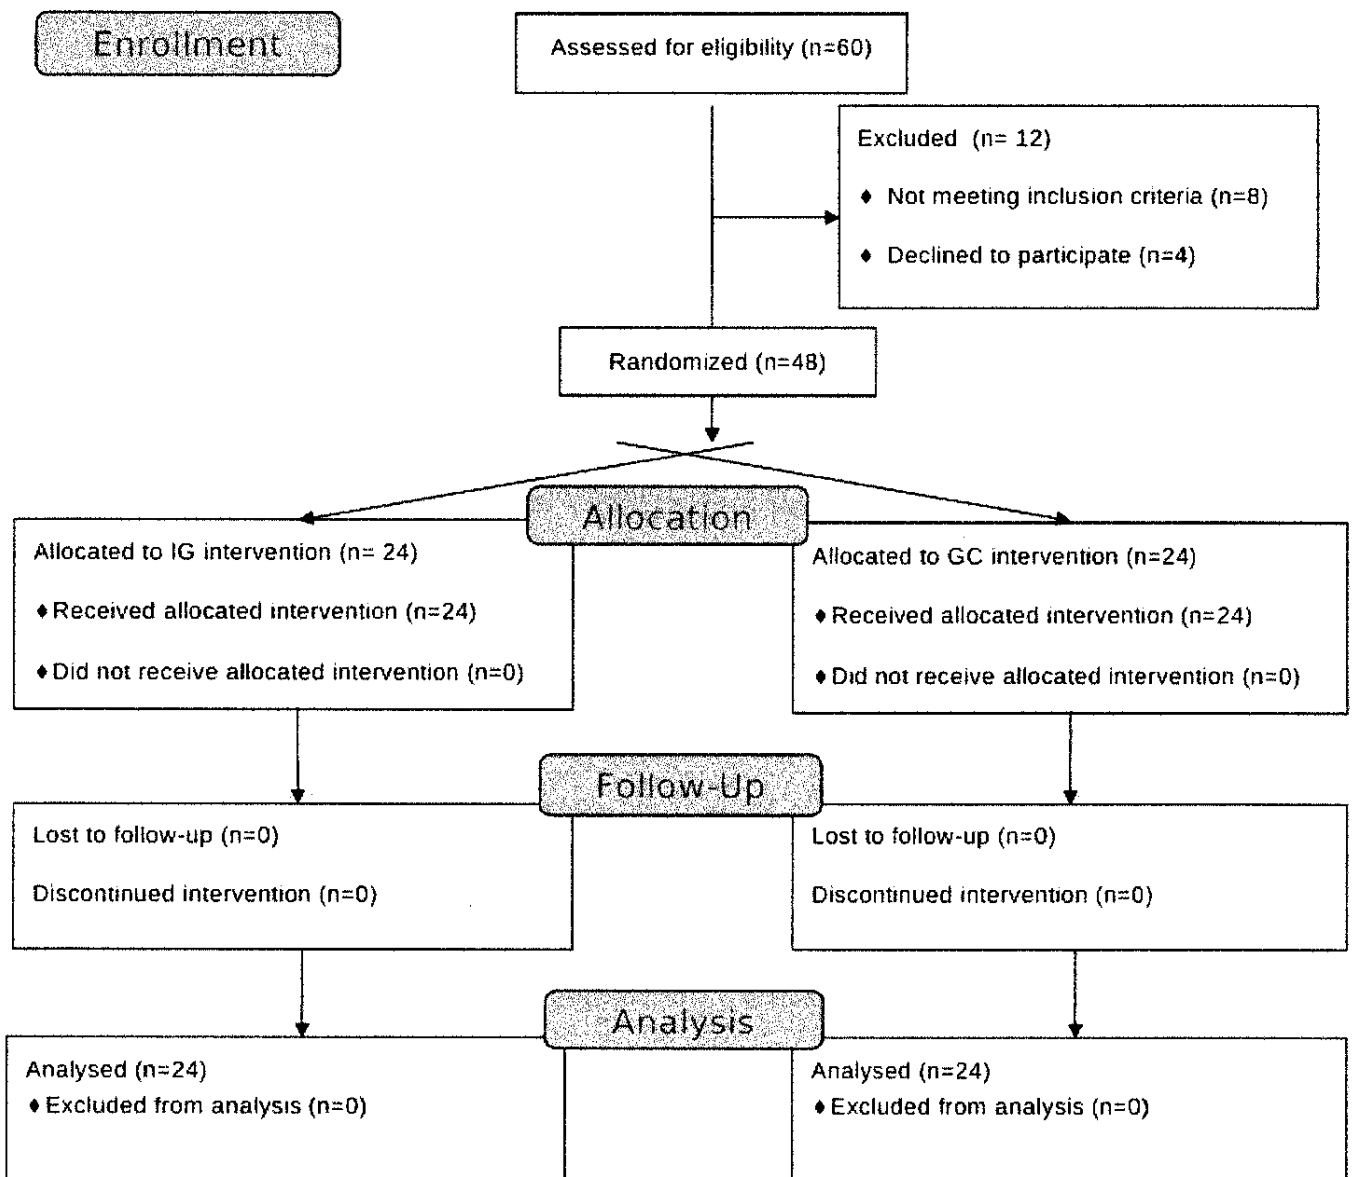 Enrollment
Assessed for eligibility (n=60)
Excluded (n= 12)
♦ Not meeting inclusion criteria (n=8)
♦ Declined to participate (n=4)
Randomized (n=48)
Allocation
Allocated to IG intervention (n= 24)
♦Received allocated intervention (n=24)
♦Did not receive allocated intervention (n=0)
Allocated to GC intervention (n=24)
♦Received allocated intervention (n=24)
♦Did not receive allocated intervention (n=0)
Follow-Up
Lost to follow-up (n=0)
Discontinued intervention (n=0)
Lost to follow-up (n=0)
Discontinued intervention (n=0)
Analysis
Analysed (n=24)
♦Excluded from analysis (n=0)
Analysed (n=24)
♦Excluded from analysis (n=0)